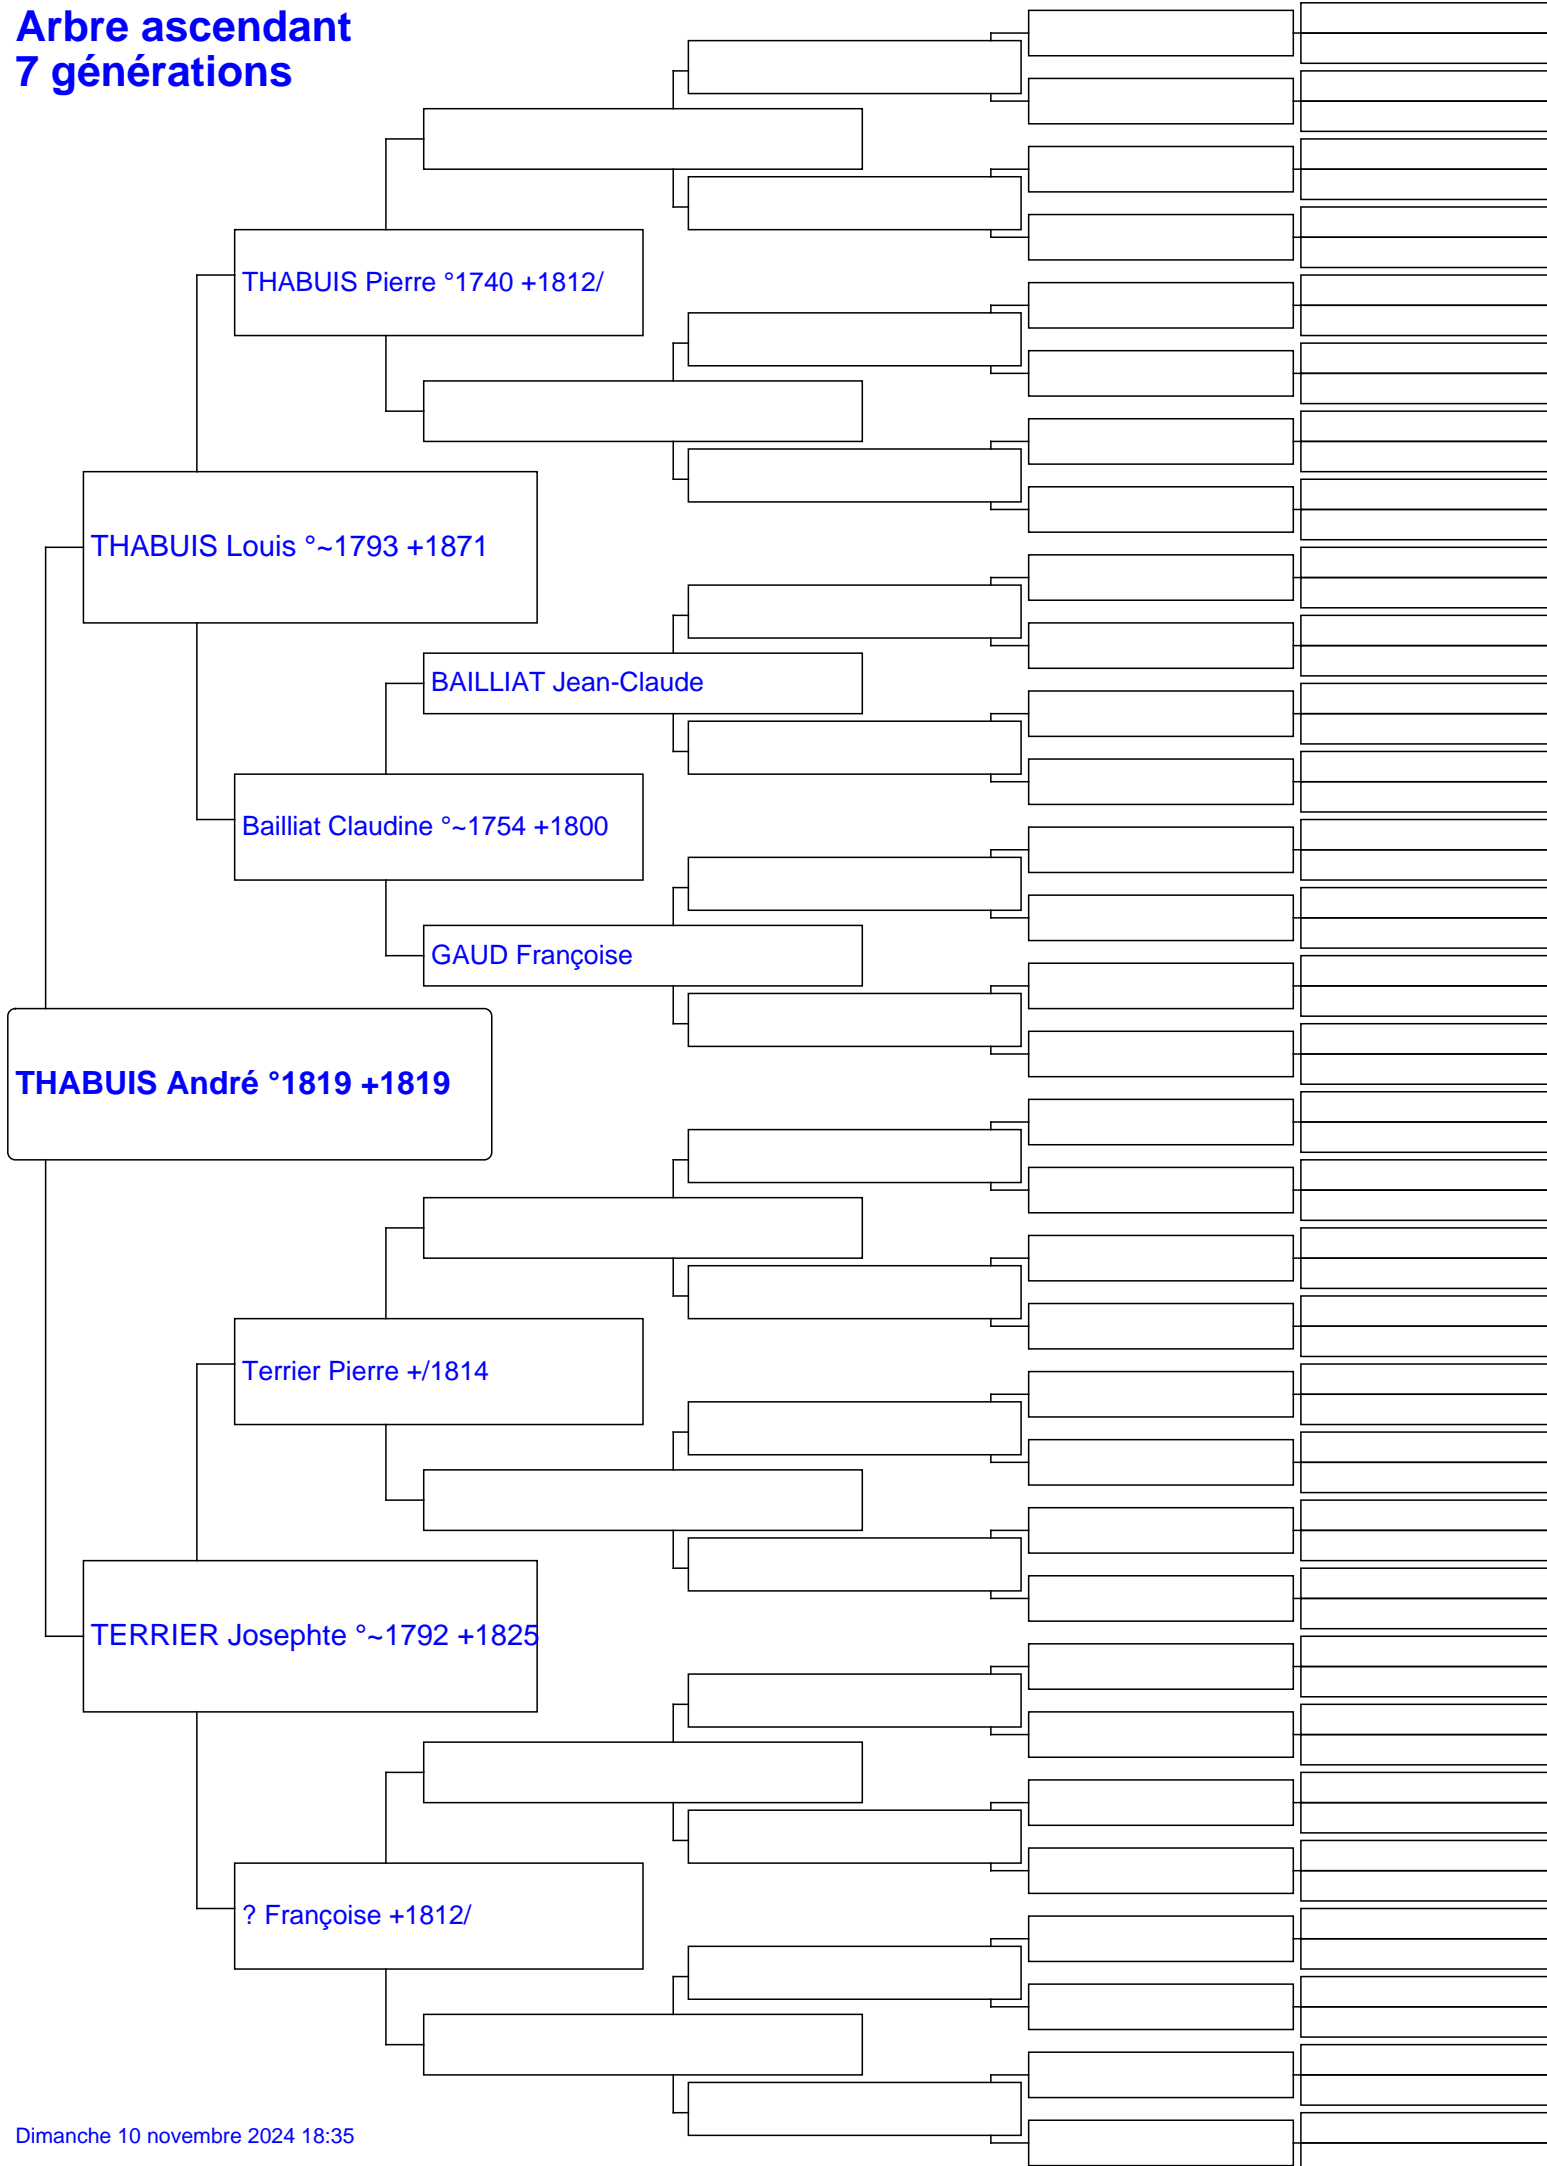 Arbre ascendant
7 générations
THABUIS Pierre °1740 +1812/
THABUIS Louis °~1793 +1871
BAILLIAT Jean-Claude
Bailliat Claudine °~1754 +1800
GAUD Françoise
THABUIS André °1819 +1819
Terrier Pierre +/1814
TERRIER Josephte °~1792 +1825
? Françoise +1812/
Dimanche 10 novembre 2024 18:35